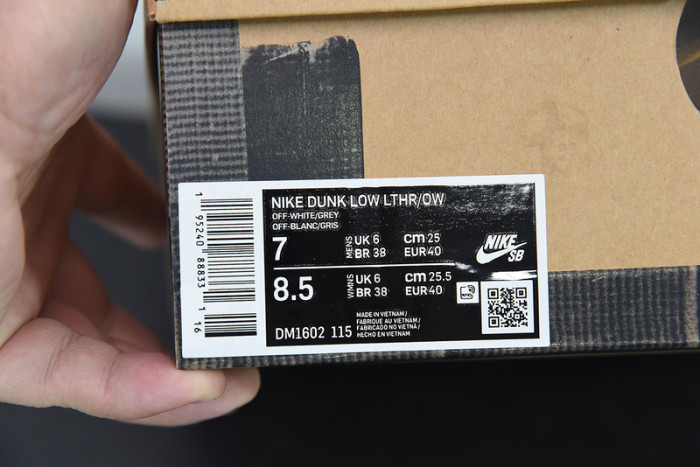 NIKE DUNK LOW LTHR/OW
OFF-WHITE/GREY
OFF-BLANC/GRIS
7 MENS UK 6 cm 25
BR 38 EUR 40
8.5 WMNS UK 6 cm 25.5
BR 38 EUR 40
NIKE
SB
MADE IN VIETNAM /
FABRIQUE AU VIETNAM /
FABRICADO NO VIETNÃ /
HECHO EN VIETNAM
DM1602 115
1 95240 88833 1 16